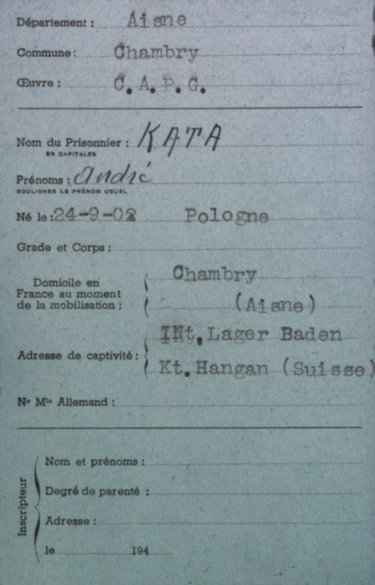 Département : Aisne
Commune : Chambry
Œuvre : C.A.P.G.
Nom du Prisonnier : KATA
EN CAPITALES
Prénoms : André
SOULIGNER LE PRÉNOM USUEL
Né le : 24-9-02 Pologne
Grade et Corps :
Domicile en
France au moment
de la mobilisation :
Chambry
(Aisne)
Adresse de captivité :
INt. Lager Baden
Kt. Hangan (Suisse)
No Mle Allemand :
Inscripteur
Nom et prénoms :
Degré de parenté :
Adresse :
le 194